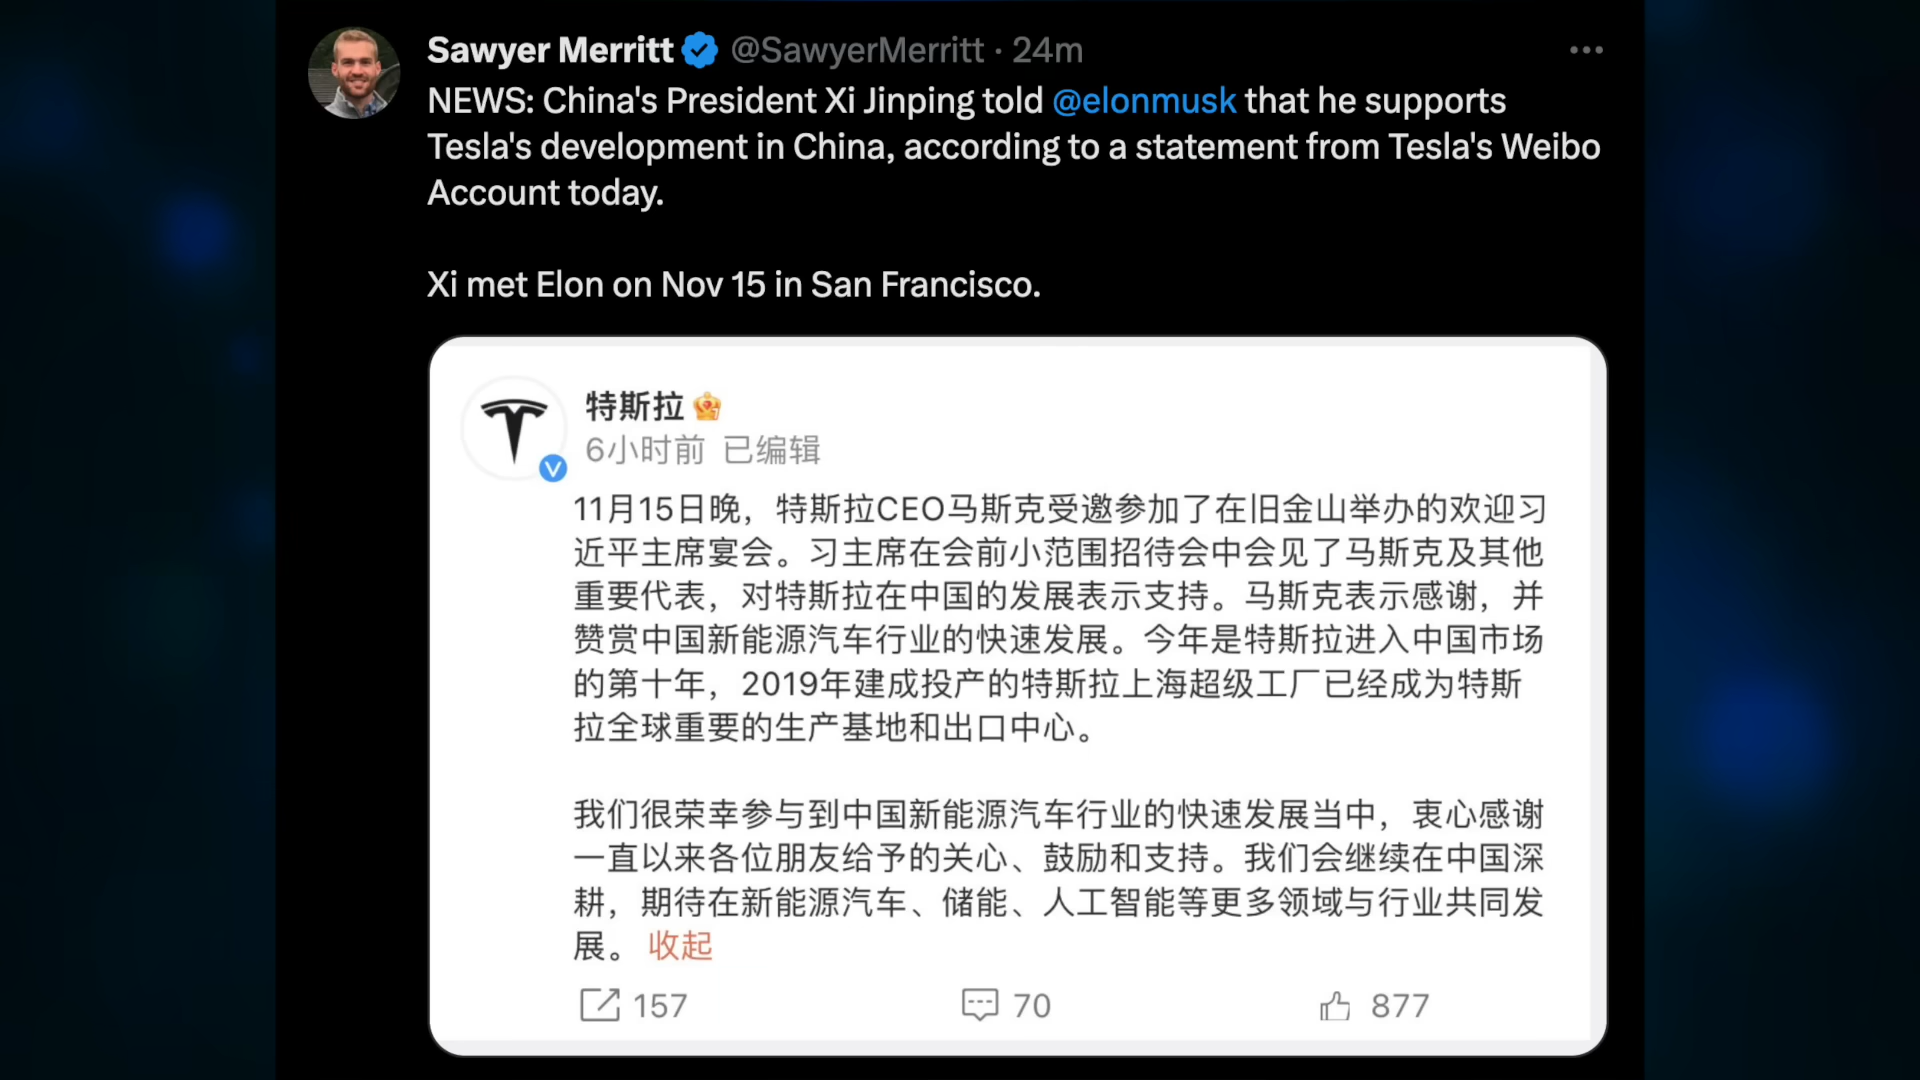 Sawyer Merritt @SawyerMerritt · 24m
NEWS: China's President Xi Jinping told @elonmusk that he supports
Tesla's development in China, according to a statement from Tesla's Weibo
Account today.
Xi met Elon on Nov 15 in San Francisco.
特斯拉
6小时前 已编辑
11月15日晚，特斯拉CEO马斯克受邀参加了在旧金山举办的欢迎习
近平主席宴会。习主席在会前小范围招待会中会见了马斯克及其他
重要代表，对特斯拉在中国的发展表示支持。马斯克表示感谢，并
赞赏中国新能源汽车行业的快速发展。今年是特斯拉进入中国市场
的第十年，2019年建成投产的特斯拉上海超级工厂已经成为特斯
拉全球重要的生产基地和出口中心。
我们很荣幸参与到中国新能源汽车行业的快速发展当中，衷心感谢
一直以来各位朋友给予的关心、鼓励和支持。我们会继续在中国深
耕，期待在新能源汽车、储能、人工智能等更多领域与行业共同发
展。 收起
157 70 877